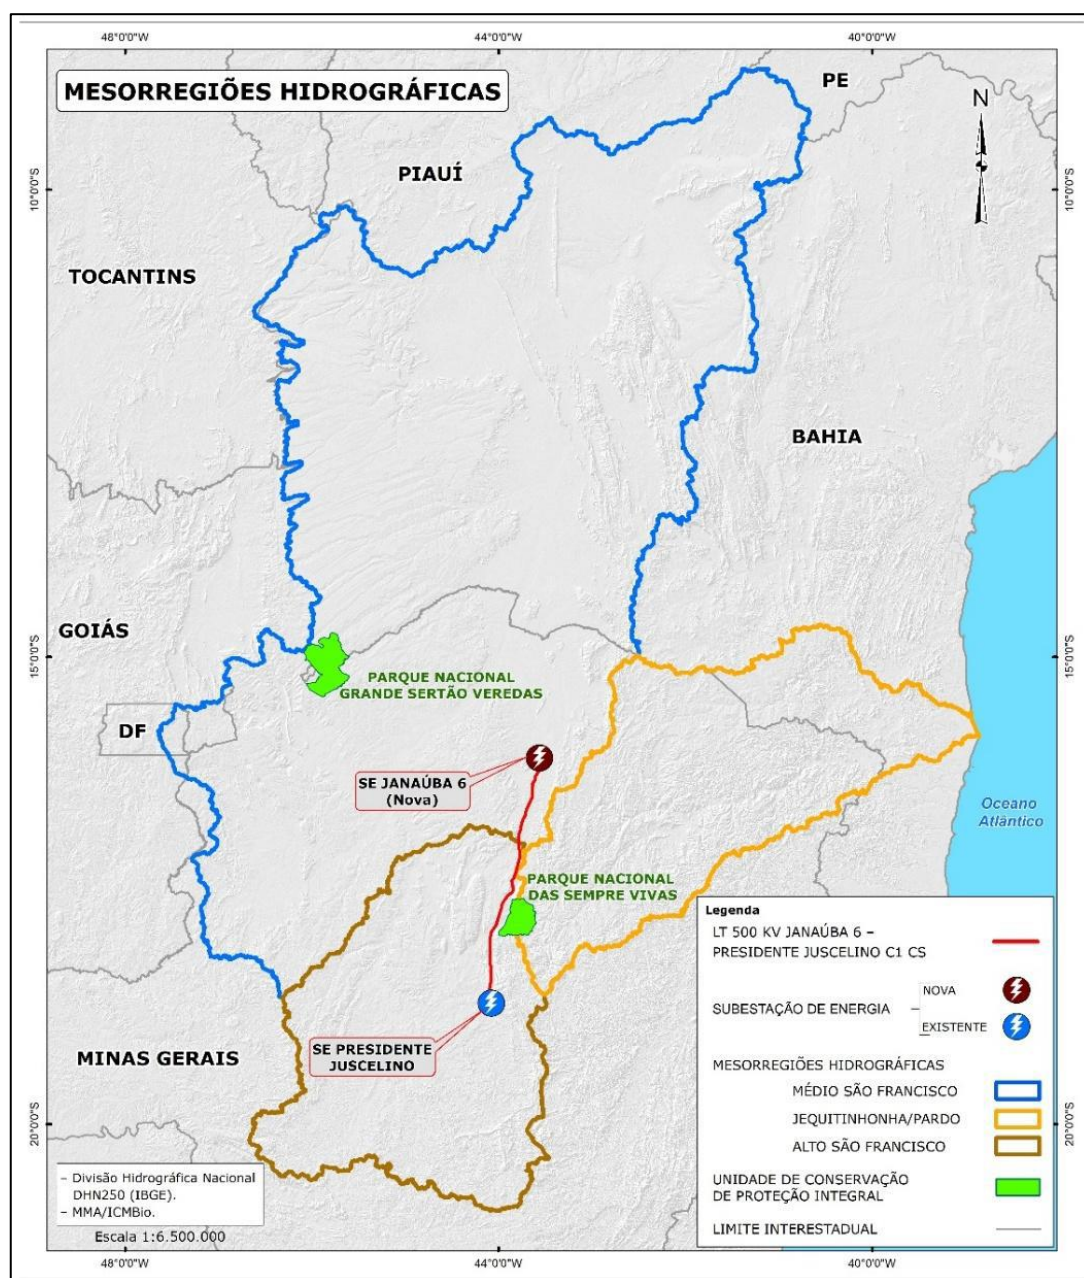 48°0'0"W
44°0'0"W
40°0'0"W
MESORREGIÕES HIDROGRÁFICAS
PE
N
PIAUÍ
10°0'0"S
10°0'0"S
TOCANTINS
BAHIA
GOIÁS
15°0'0"S
15°0'0"S
PARQUE NACIONAL
GRANDE SERTÃO VEREDAS
DF
SE JANAÚBA 6
(Nova)
Oceano
Atlântico
PARQUE NACIONAL
DAS SEMPRE VIVAS
SE PRESIDENTE
JUSCELINO
MINAS GERAIS
20°0'0"S
20°0'0"S
Legenda
LT 500 KV JANAÚBA 6 –
PRESIDENTE JUSCELINO C1 CS
SUBESTAÇÃO DE ENERGIA
NOVA
EXISTENTE
MESORREGIÕES HIDROGRÁFICAS
MÉDIO SÃO FRANCISCO
JEQUITINHONHA/PARDO
ALTO SÃO FRANCISCO
UNIDADE DE CONSERVAÇÃO
DE PROTEÇÃO INTEGRAL
LIMITE INTERESTADUAL
– Divisão Hidrográfica Nacional
DHN250 (IBGE).
– MMA/ICMBio.
Escala 1:6.500.000
48°0'0"W
44°0'0"W
40°0'0"W